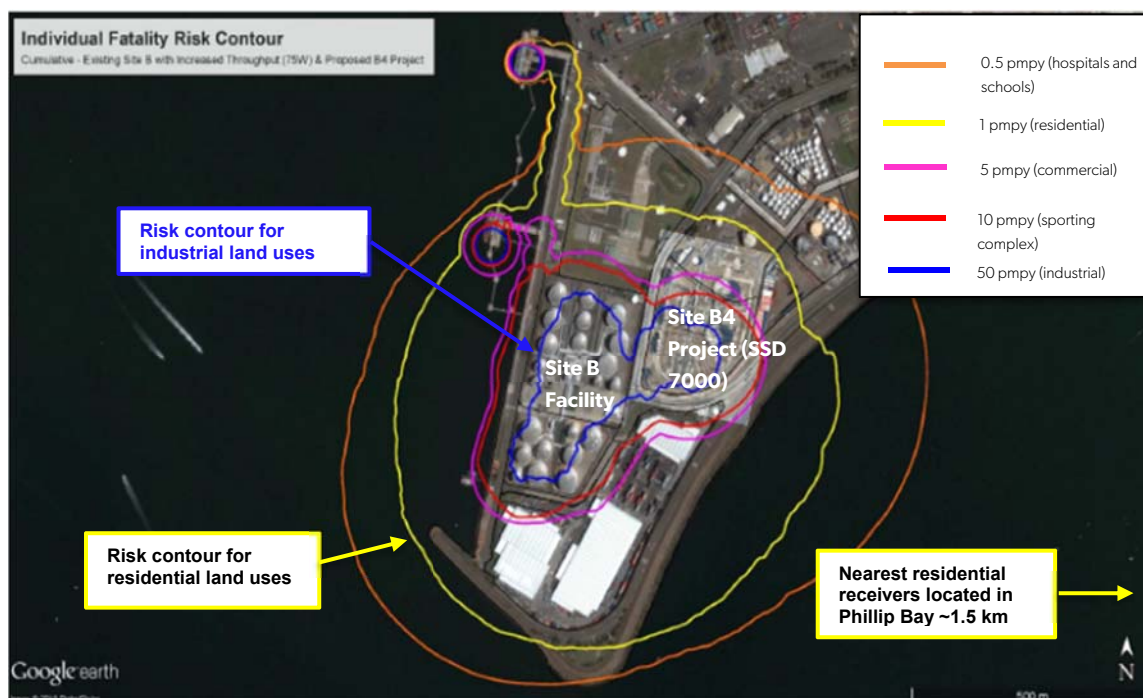 Individual Fatality Risk Contour
Cumulative - Existing Site B with Increased Throughput (75W) & Proposed B4 Project
0.5 pmpy (hospitals and
schools)
1 pmpy (residential)
5 pmpy (commercial)
10 pmpy (sporting
complex)
50 pmpy (industrial)
Risk contour for
industrial land uses
Site B4
Project (SSD
7000)
Site B
Facility
Risk contour for
residential land uses
Nearest residential
receivers located in
Phillip Bay ~1.5 km
N
Google earth
500 m